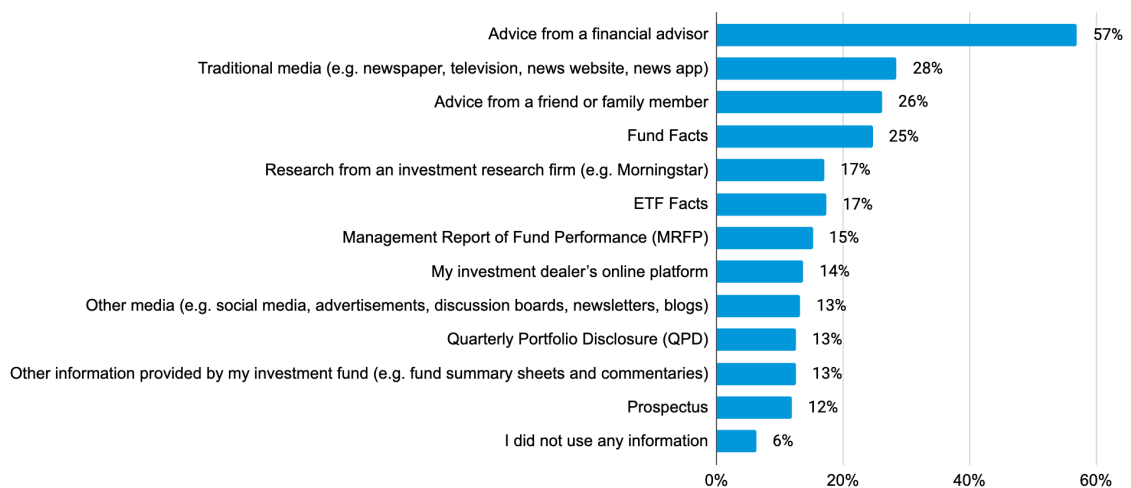 Advice from a financial advisor 57%
Traditional media (e.g. newspaper, television, news website, news app) 28%
Advice from a friend or family member 26%
Fund Facts 25%
Research from an investment research firm (e.g. Morningstar) 17%
ETF Facts 17%
Management Report of Fund Performance (MRFP) 15%
My investment dealer’s online platform 14%
Other media (e.g. social media, advertisements, discussion boards, newsletters, blogs) 13%
Quarterly Portfolio Disclosure (QPD) 13%
Other information provided by my investment fund (e.g. fund summary sheets and commentaries) 13%
Prospectus 12%
I did not use any information 6%
0% 20% 40% 60%